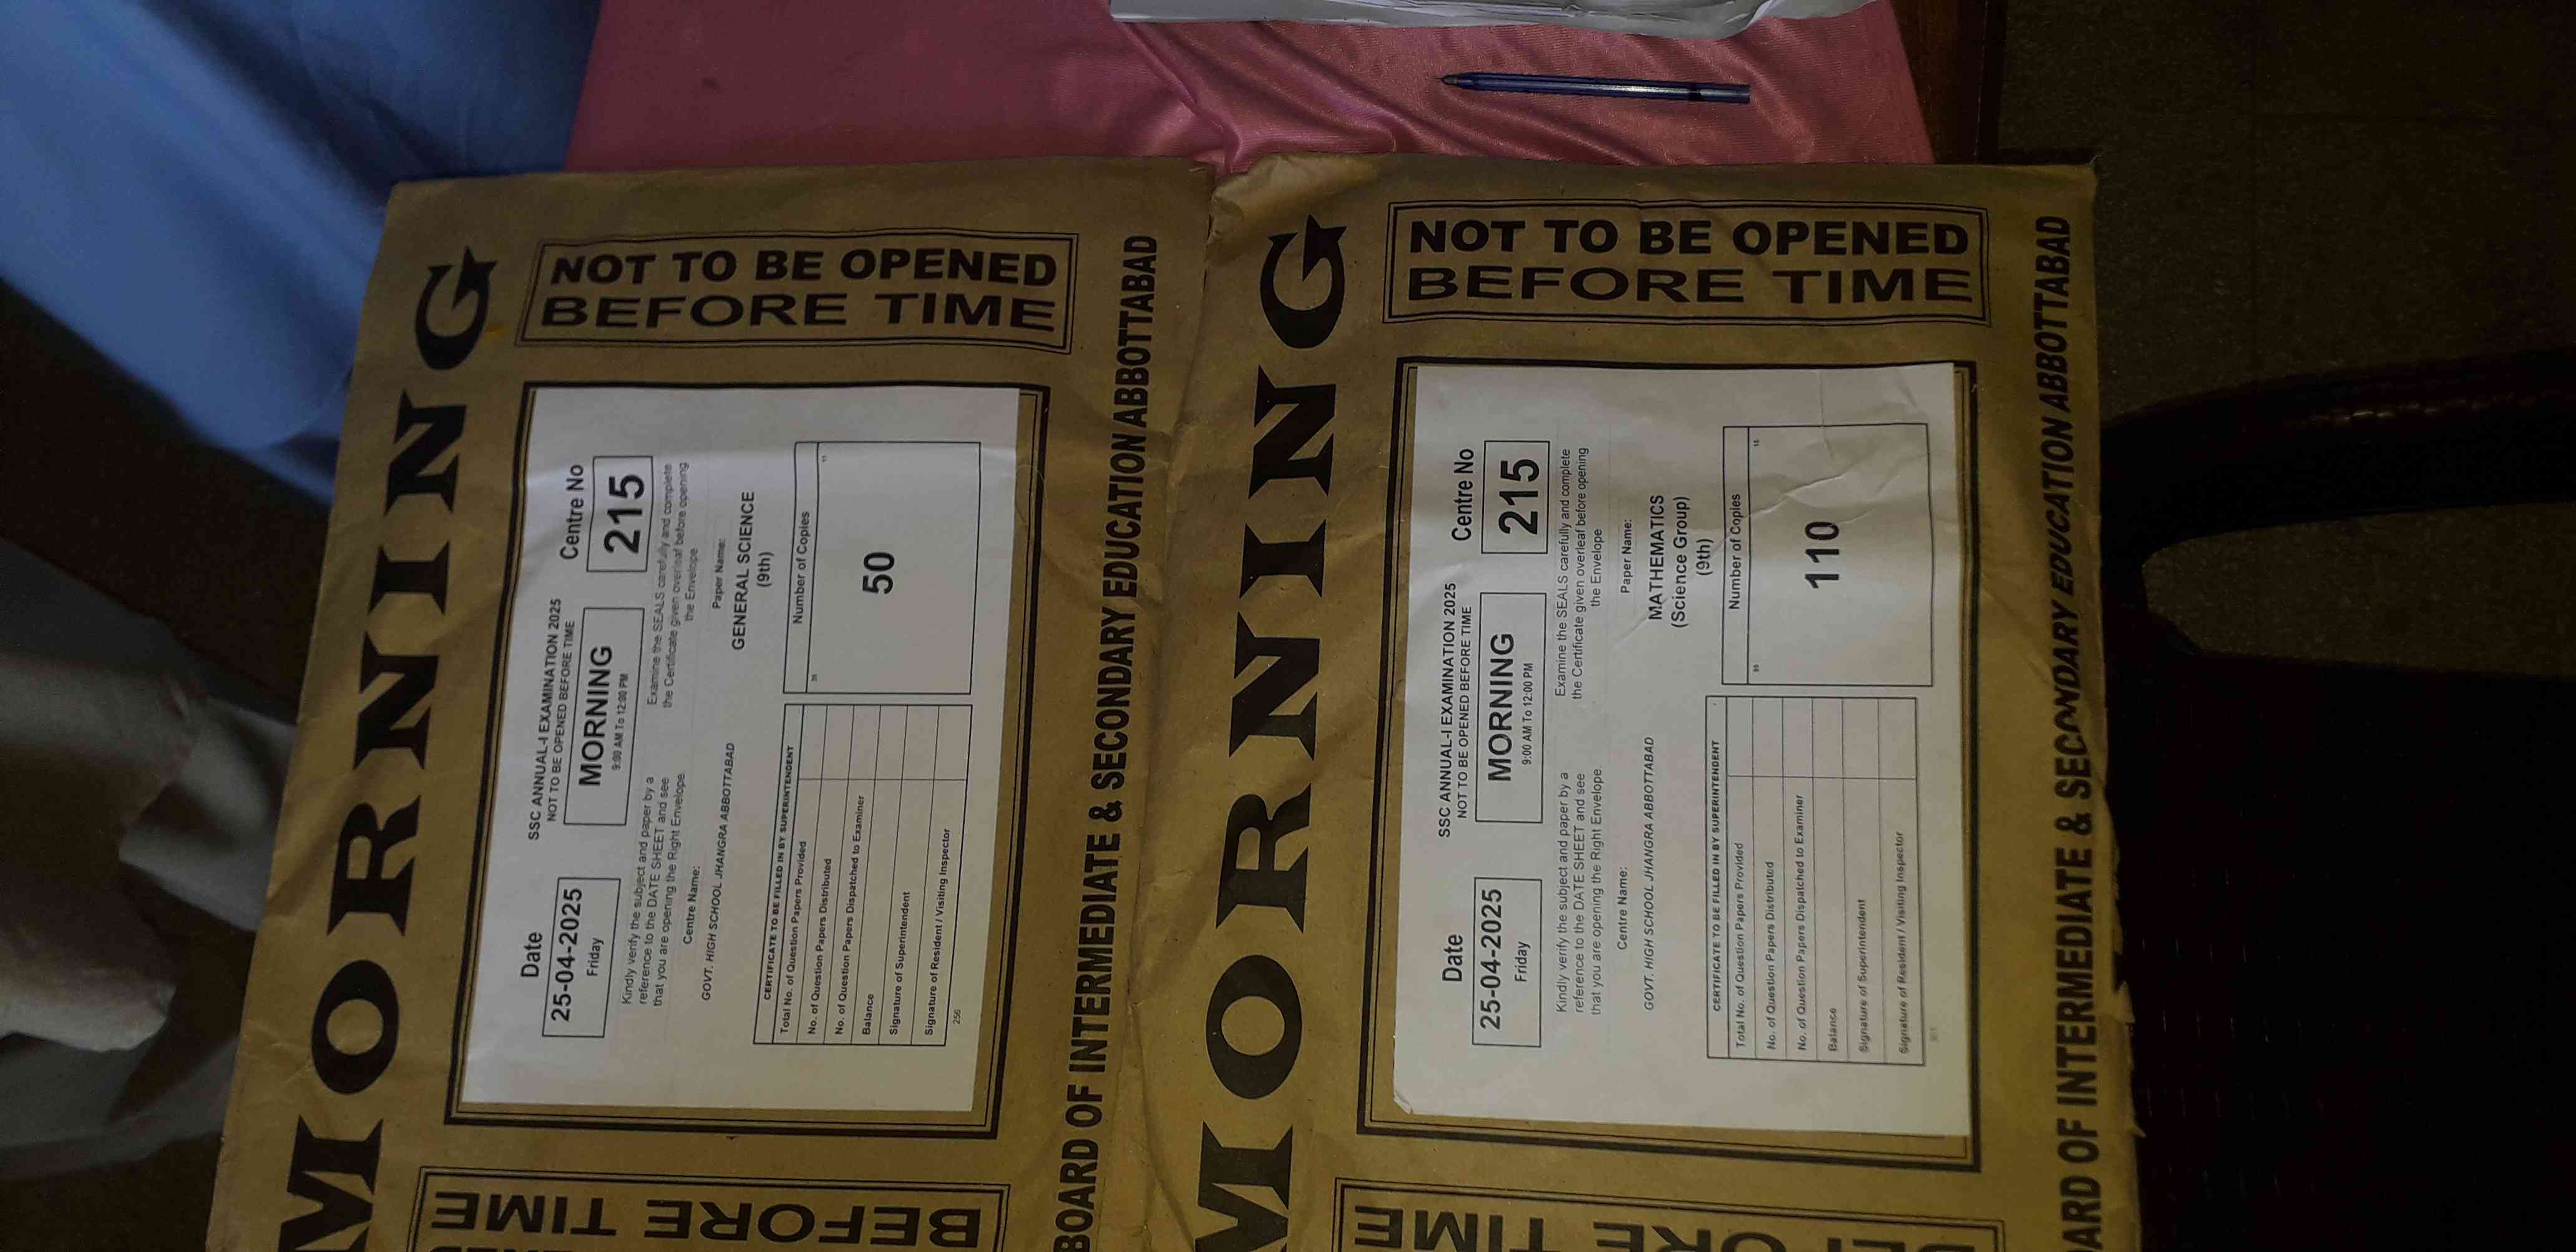 MORNING
NOT TO BE OPENED
BEFORE TIME
Date
25-04-2025
Friday
SSC ANNUAL-I EXAMINATION 2025
NOT TO BE OPENED BEFORE TIME
MORNING
9:00 AM To 12:00 PM
Centre No
215
Kindly verify the subject and paper by a
reference to the DATE SHEET and see
that you are opening the Right Envelope.
Examine the SEALS carefully and complete
the Certificate given overleaf before opening
the Envelope
Centre Name:
GOVT. HIGH SCHOOL JHANGRA ABBOTTABAD
Paper Name:
GENERAL SCIENCE
(9th)
CERTIFICATE TO BE FILLED IN BY SUPERINTENDENT
Total No. of Question Papers Provided
No. of Question Papers Distributed
No. of Question Papers Dispatched to Examiner
Balance
Signature of Superintendent
Signature of Resident / Visiting Inspector
256
Number of Copies
50
BEFORE TIME
BOARD OF INTERMEDIATE & SECONDARY EDUCATION ABBOTTABAD
MORNING
NOT TO BE OPENED
BEFORE TIME
Date
25-04-2025
Friday
SSC ANNUAL-I EXAMINATION 2025
NOT TO BE OPENED BEFORE TIME
MORNING
9:00 AM To 12:00 PM
Centre No
215
Kindly verify the subject and paper by a
reference to the DATE SHEET and see
that you are opening the Right Envelope.
Examine the SEALS carefully and complete
the Certificate given overleaf before opening
the Envelope
Centre Name:
GOVT. HIGH SCHOOL JHANGRA ABBOTTABAD
Paper Name:
MATHEMATICS
(Science Group)
(9th)
CERTIFICATE TO BE FILLED IN BY SUPERINTENDENT
Total No. of Question Papers Provided
No. of Question Papers Distributed
No. of Question Papers Dispatched to Examiner
Balance
Signature of Superintendent
Signature of Resident / Visiting Inspector
Number of Copies
110
TIME
BOARD OF INTERMEDIATE & SECONDARY EDUCATION ABBOTTABAD